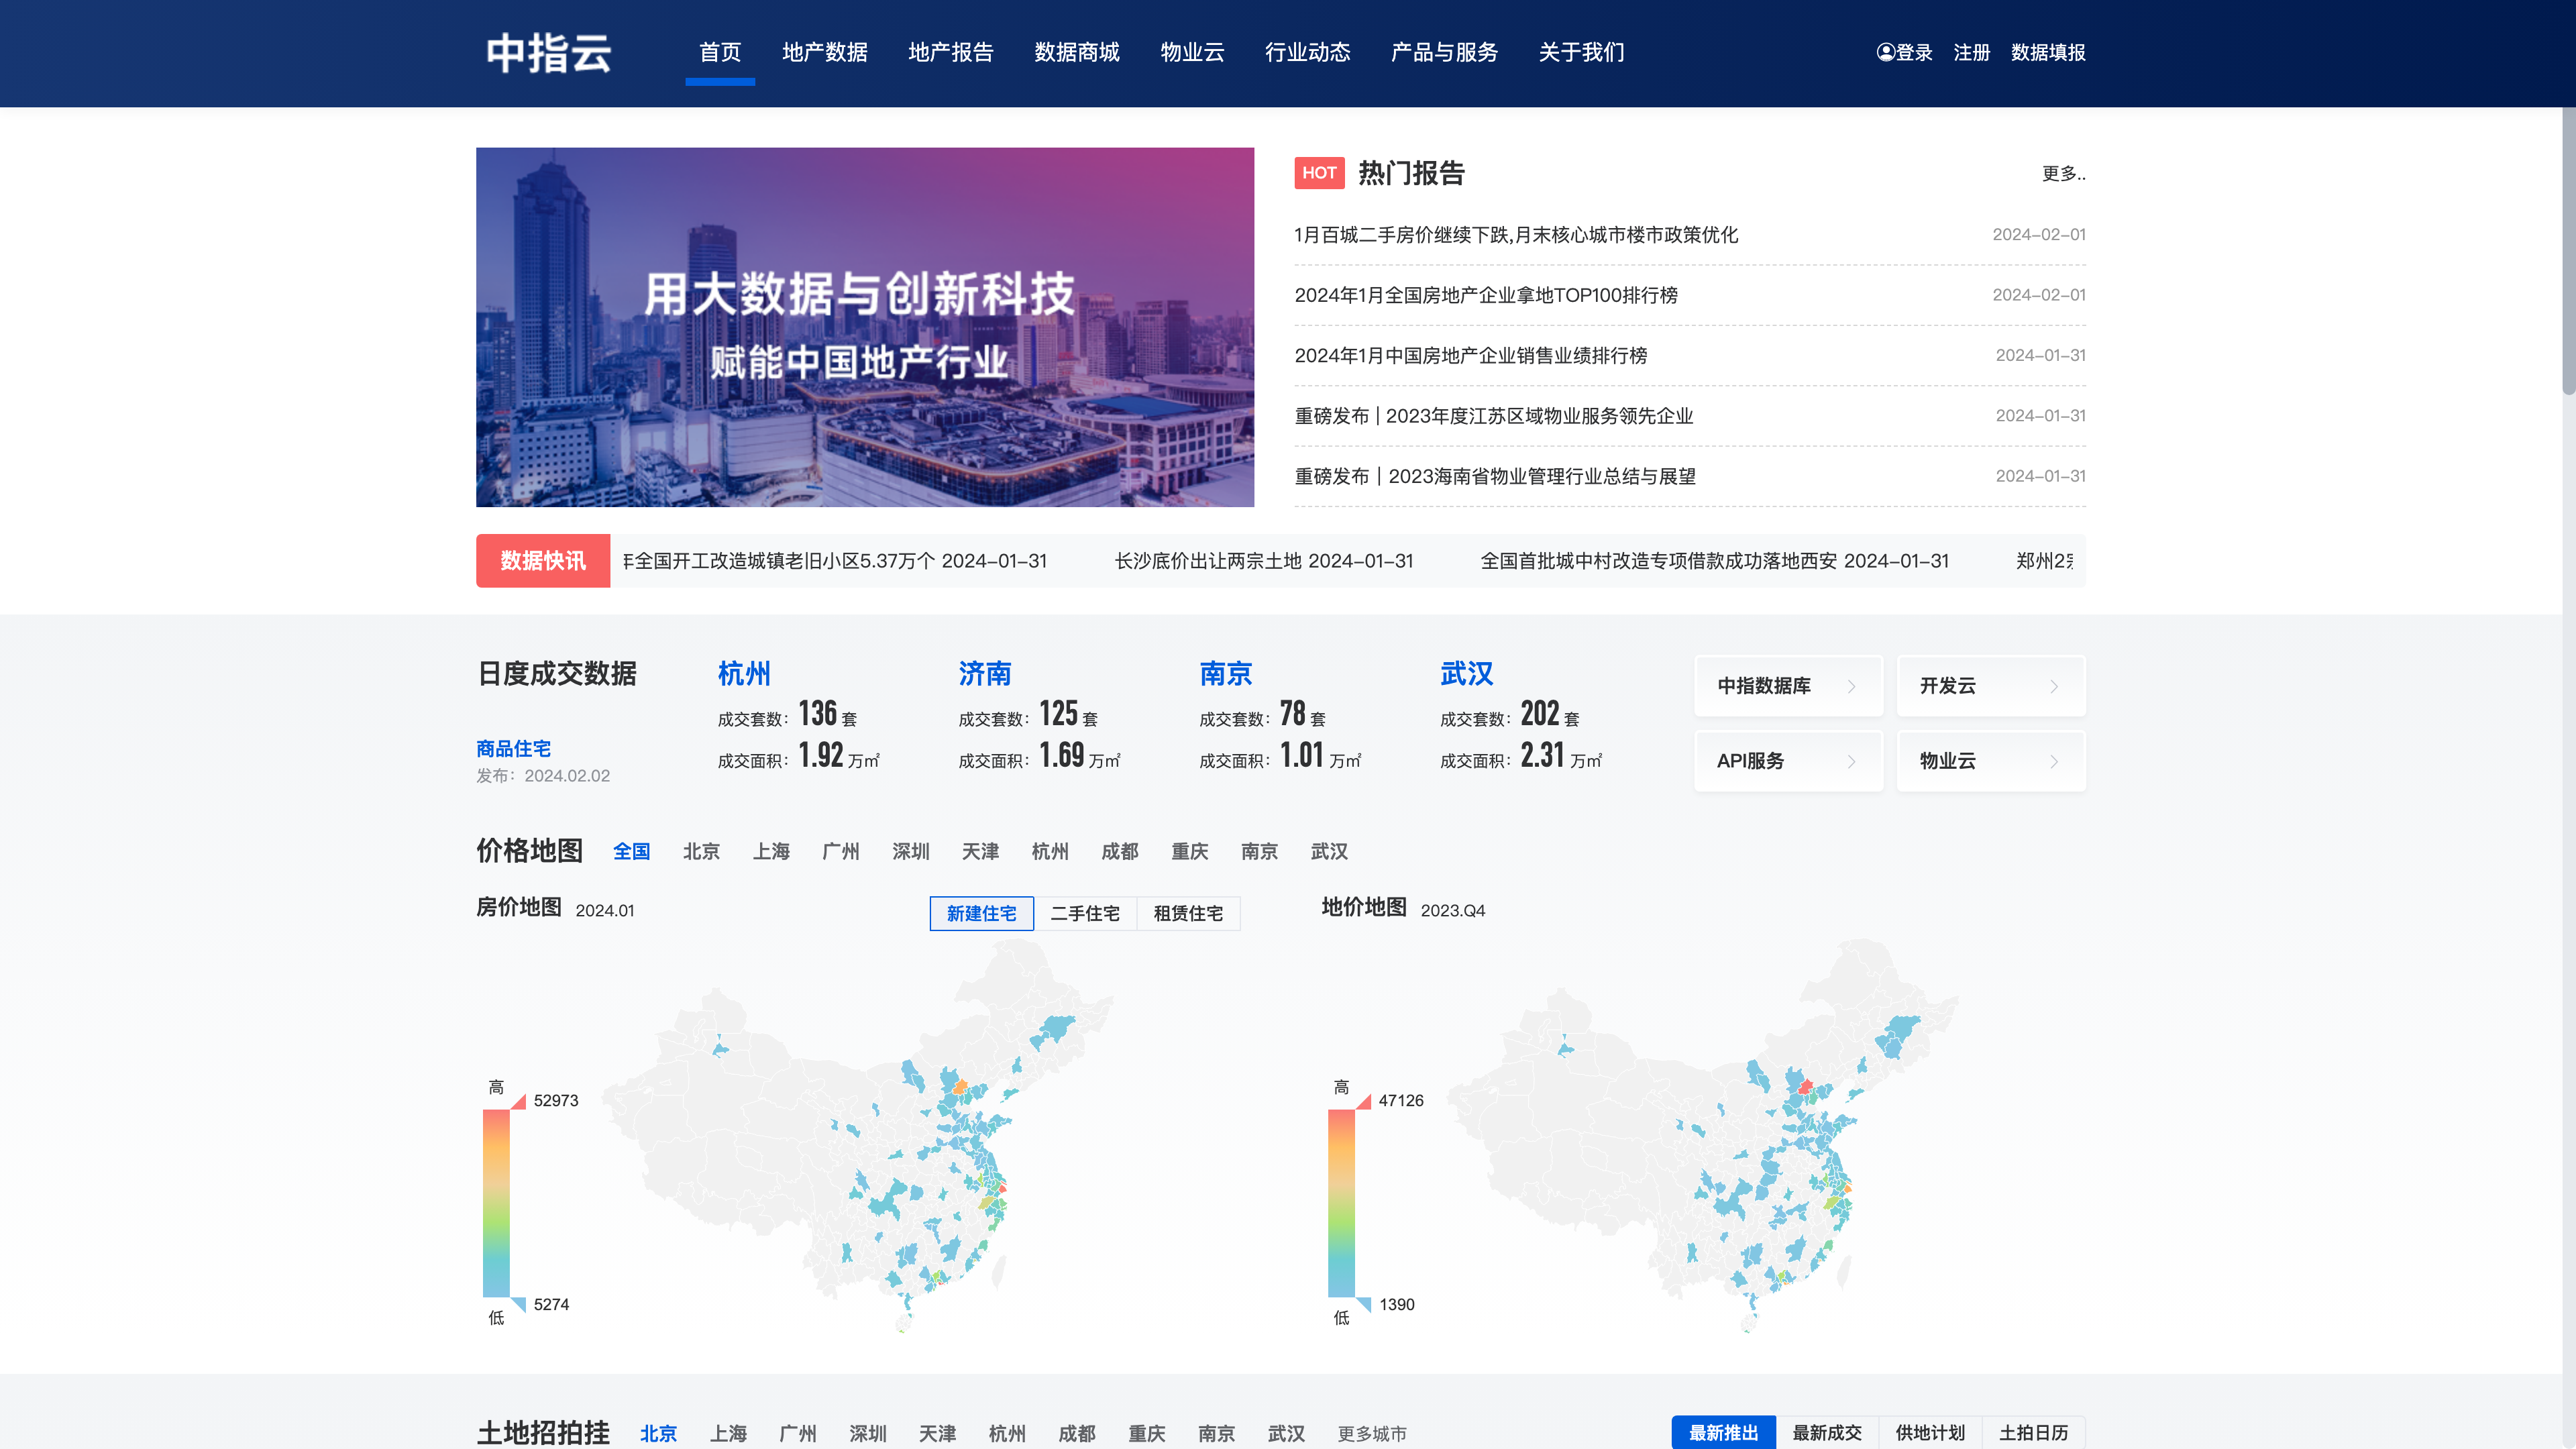 中指云
首页 地产数据 地产报告 数据商城 物业云 行业动态 产品与服务 关于我们
登录 注册 数据填报
用大数据与创新科技
赋能中国地产行业
HOT 热门报告 更多..
1月百城二手房价继续下跌,月末核心城市楼市政策优化 2024-02-01
2024年1月全国房地产企业拿地TOP100排行榜 2024-02-01
2024年1月中国房地产企业销售业绩排行榜 2024-01-31
重磅发布 | 2023年度江苏区域物业服务领先企业 2024-01-31
重磅发布｜2023海南省物业管理行业总结与展望 2024-01-31
数据快讯 全国开工改造城镇老旧小区5.37万个 2024-01-31 长沙底价出让两宗土地 2024-01-31 全国首批城中村改造专项借款成功落地西安 2024-01-31 郑州2
日度成交数据
商品住宅
发布：2024.02.02
杭州
成交套数：136 套
成交面积：1.92 万㎡
济南
成交套数：125 套
成交面积：1.69 万㎡
南京
成交套数：78 套
成交面积：1.01 万㎡
武汉
成交套数：202 套
成交面积：2.31 万㎡
中指数据库 开发云
API服务 物业云
价格地图 全国 北京 上海 广州 深圳 天津 杭州 成都 重庆 南京 武汉
房价地图 2024.01 新建住宅 二手住宅 租赁住宅
高
52973
5274
低
地价地图 2023.Q4
高
47126
1390
低
土地招拍挂 北京 上海 广州 深圳 天津 杭州 成都 重庆 南京 武汉 更多城市
最新推出 最新成交 供地计划 土拍日历